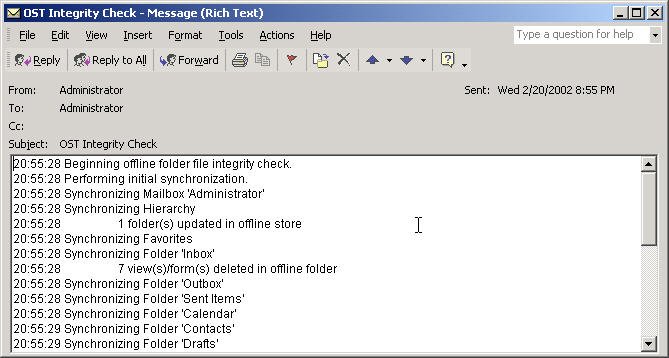 OST Integrity Check - Message (Rich Text)
File Edit View Insert Format Tools Actions Help Type a question for help
Reply Reply to All Forward
From: Administrator Sent: Wed 2/20/2002 8:55 PM
To: Administrator
Cc:
Subject: OST Integrity Check
20:55:28 Beginning offline folder file integrity check.
20:55:28 Performing initial synchronization.
20:55:28 Synchronizing Mailbox 'Administrator'
20:55:28 Synchronizing Hierarchy
20:55:28 1 folder(s) updated in offline store
20:55:28 Synchronizing Favorites
20:55:28 Synchronizing Folder 'Inbox'
20:55:28 7 view(s)/form(s) deleted in offline folder
20:55:28 Synchronizing Folder 'Outbox'
20:55:28 Synchronizing Folder 'Sent Items'
20:55:28 Synchronizing Folder 'Calendar'
20:55:29 Synchronizing Folder 'Contacts'
20:55:29 Synchronizing Folder 'Drafts'